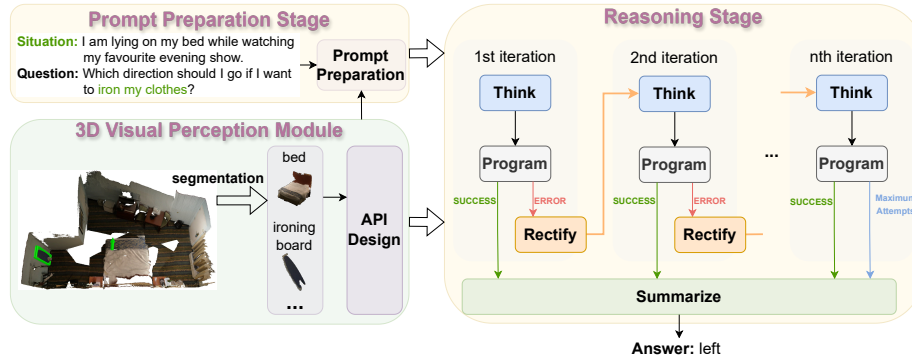 Prompt Preparation Stage
Situation: I am lying on my bed while watching
my favourite evening show.
Question: Which direction should I go if I want
to iron my clothes?
Prompt
Preparation
3D Visual Perception Module
segmentation
bed
ironing
board
...
API
Design
Reasoning Stage
1st iteration
2nd iteration
nth iteration
Think
Think
Think
Program
Program
...
Program
SUCCESS
ERROR
SUCCESS
ERROR
SUCCESS
Maximum
Attempts
Rectify
Rectify
Summarize
Answer: left